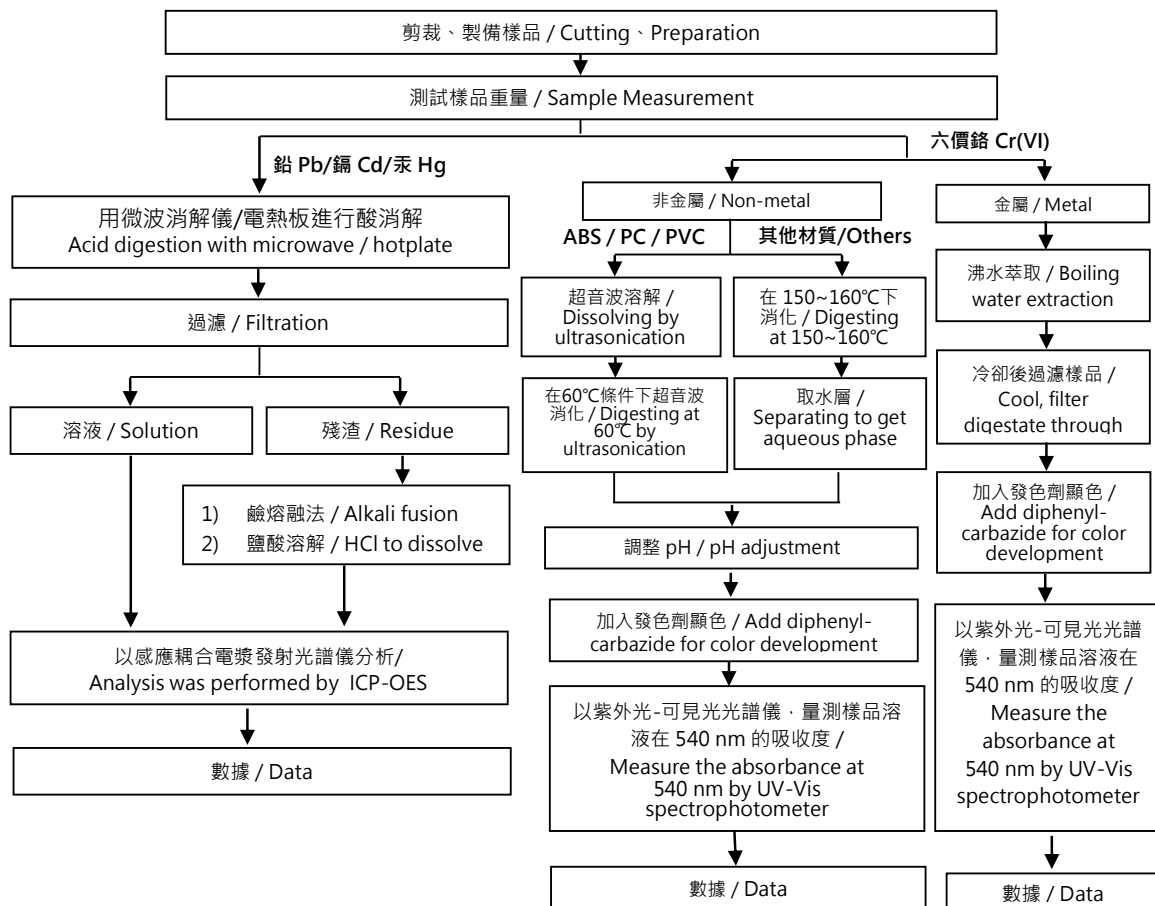 剪裁、製備樣品 / Cutting、Preparation
測試樣品重量 / Sample Measurement
鉛 Pb/鎘 Cd/汞 Hg
六價鉻 Cr(VI)
用微波消解儀/電熱板進行酸消解
Acid digestion with microwave / hotplate
過濾 / Filtration
溶液 / Solution
殘渣 / Residue
1) 鹼熔融法 / Alkali fusion
2) 鹽酸溶解 / HCl to dissolve
以感應耦合電漿發射光譜儀分析/
Analysis was performed by ICP-OES
數據 / Data
非金屬 / Non-metal
ABS / PC / PVC
其他材質/Others
超音波溶解 /
Dissolving by
ultrasonication
在60℃條件下超音波
消化 / Digesting at
60℃ by
ultrasonication
在 150~160℃下
消化 / Digesting
at 150~160℃
取水層 /
Separating to get
aqueous phase
調整 pH / pH adjustment
加入發色劑顯色 / Add diphenyl-
carbazide for color development
以紫外光-可見光光譜儀，量測樣品溶
液在 540 nm 的吸收度 /
Measure the absorbance at
540 nm by UV-Vis
spectrophotometer
數據 / Data
金屬 / Metal
沸水萃取 / Boiling
water extraction
冷卻後過濾樣品 /
Cool, filter
digestate through
加入發色劑顯色 /
Add diphenyl-
carbazide for color
development
以紫外光-可見光光譜
儀，量測樣品溶液在
540 nm 的吸收度 /
Measure the
absorbance at
540 nm by UV-Vis
spectrophotometer
數據 / Data